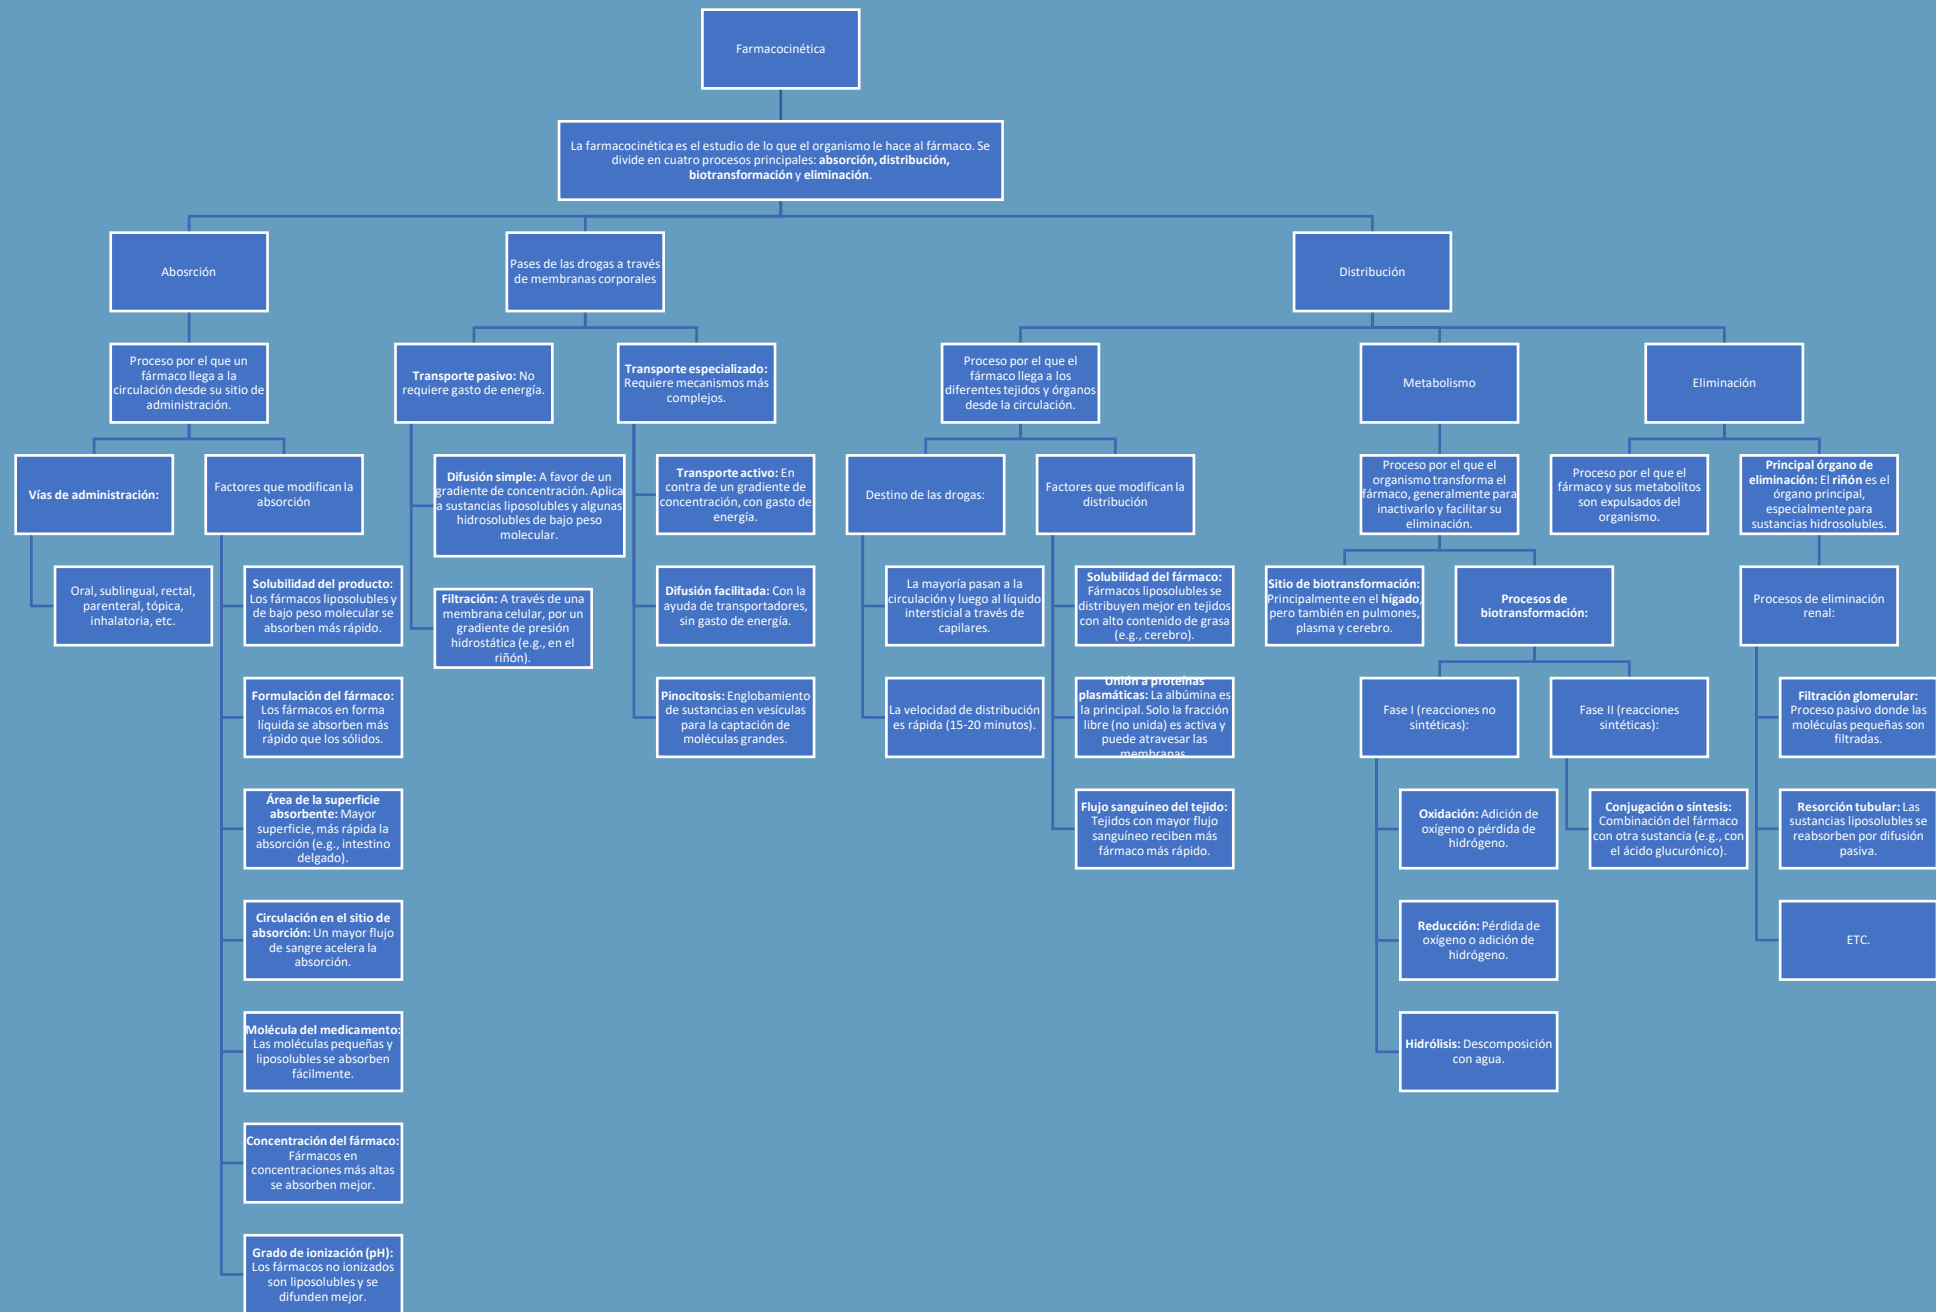 Farmacocinética
La farmacocinética es el estudio de lo que el organismo le hace al fármaco. Se
divide en cuatro procesos principales: absorción, distribución,
biotransformación y eliminación.
Abosrción
Proceso por el que un
fármaco llega a la
circulación desde su sitio de
administración.
Vías de administración:
Oral, sublingual, rectal,
parenteral, tópica,
inhalatoria, etc.
Factores que modifican la
absorción
Solubilidad del producto:
Los fármacos liposolubles y
de bajo peso molecular se
absorben más rápido.
Formulación del fármaco:
Los fármacos en forma
líquida se absorben más
rápido que los sólidos.
Área de la superficie
absorbente: Mayor
superficie, más rápida la
absorción (e.g., intestino
delgado).
Circulación en el sitio de
absorción: Un mayor flujo
de sangre acelera la
absorción.
Molécula del medicamento:
Las moléculas pequeñas y
liposolubles se absorben
fácilmente.
Concentración del fármaco:
Fármacos en
concentraciones más altas
se absorben mejor.
Grado de ionización (pH):
Los fármacos no ionizados
son liposolubles y se
difunden mejor.
Pases de las drogas a través
de membranas corporales
Transporte pasivo: No
requiere gasto de energía.
Difusión simple: A favor de un
gradiente de concentración. Aplica
a sustancias liposolubles y algunas
hidrosolubles de bajo peso
molecular.
Filtración: A través de una
membrana celular, por un
gradiente de presión
hidrostática (e.g., en el
riñón).
Transporte especializado:
Requiere mecanismos más
complejos.
Transporte activo: En
contra de un gradiente de
concentración, con gasto de
energía.
Difusión facilitada: Con la
ayuda de transportadores,
sin gasto de energía.
Pinocitosis: Englobamiento
de sustancias en vesículas
para la captación de
moléculas grandes.
Distribución
Proceso por el que el
fármaco llega a los
diferentes tejidos y órganos
desde la circulación.
Destino de las drogas:
La mayoría pasan a la
circulación y luego al líquido
intersticial a través de
capilares.
La velocidad de distribución
es rápida (15-20 minutos).
Factores que modifican la
distribución
Solubilidad del fármaco:
Fármacos liposolubles se
distribuyen mejor en tejidos
con alto contenido de grasa
(e.g., cerebro).
Unión a proteínas
plasmáticas: La albúmina es
la principal. Solo la fracción
libre (no unida) es activa y
puede atravesar las
membranas.
Flujo sanguíneo del tejido:
Tejidos con mayor flujo
sanguíneo reciben más
fármaco más rápido.
Metabolismo
Proceso por el que el
organismo transforma el
fármaco, generalmente para
inactivarlo y facilitar su
eliminación.
Sitio de biotransformación:
Principalmente en el hígado,
pero también en pulmones,
plasma y cerebro.
Procesos de
biotransformación:
Fase I (reacciones no
sintéticas):
Oxidación: Adición de
oxígeno o pérdida de
hidrógeno.
Reducción: Pérdida de
oxígeno o adición de
hidrógeno.
Hidrólisis: Descomposición
con agua.
Fase II (reacciones
sintéticas):
Conjugación o síntesis:
Combinación del fármaco
con otra sustancia (e.g., con
el ácido glucurónico).
Eliminación
Proceso por el que el
fármaco y sus metabolitos
son expulsados del
organismo.
Principal órgano de
eliminación: El riñón es el
órgano principal,
especialmente para
sustancias hidrosolubles.
Procesos de eliminación
renal:
Filtración glomerular:
Proceso pasivo donde las
moléculas pequeñas son
filtradas.
Resorción tubular: Las
sustancias liposolubles se
reabsorben por difusión
pasiva.
ETC.